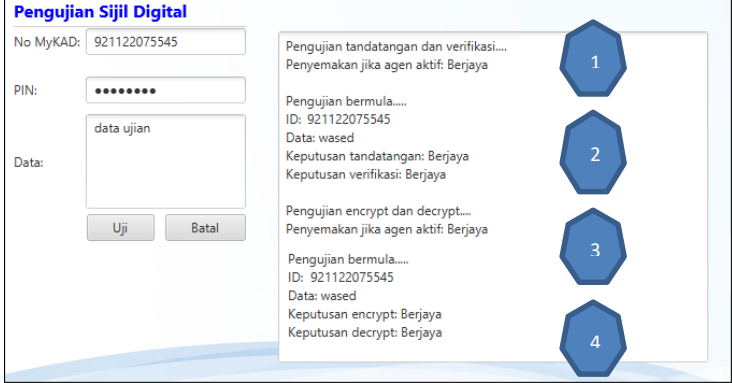 Pengujian Sijil Digital
No MyKAD: 921122075545
PIN: ●●●●●●●●
Data: data ujian
Uji Batal
Pengujian tandatangan dan verifikasi....
Penyemakan jika agen aktif: Berjaya
1
Pengujian bermula.....
ID: 921122075545
Data: wased
Keputusan tandatangan: Berjaya
Keputusan verifikasi: Berjaya
2
Pengujian encrypt dan decrypt....
Penyemakan jika agen aktif: Berjaya
3
Pengujian bermula.....
ID: 921122075545
Data: wased
Keputusan encrypt: Berjaya
Keputusan decrypt: Berjaya
4